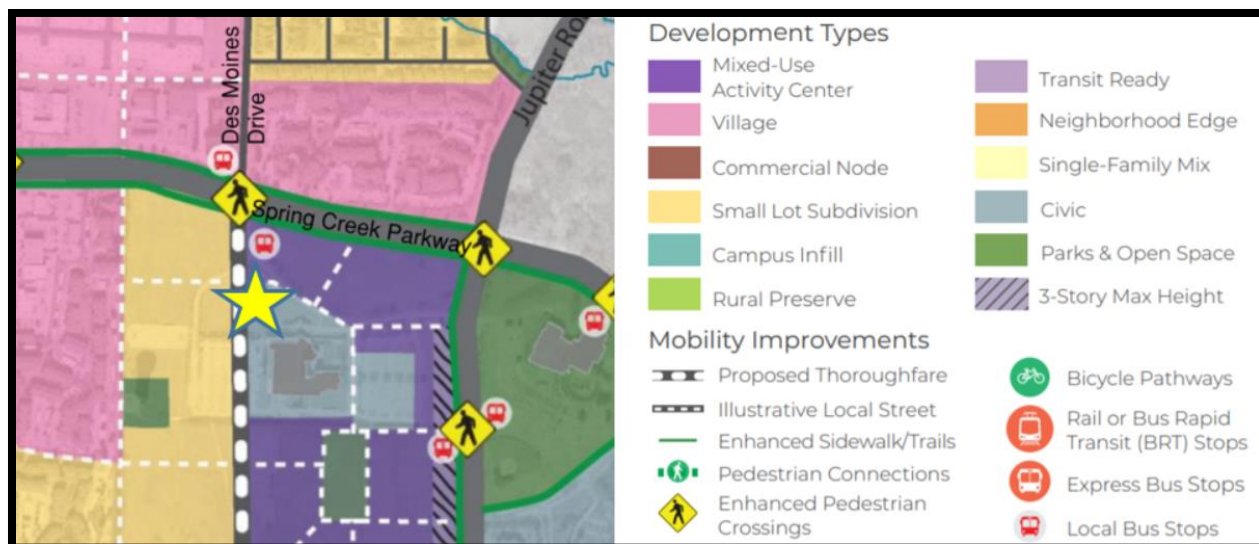 Des Moines
Drive
Jupiter Ro
Spring Creek Parkway
Development Types
Mixed-Use
Activity Center
Village
Commercial Node
Small Lot Subdivision
Campus Infill
Rural Preserve
Transit Ready
Neighborhood Edge
Single-Family Mix
Civic
Parks & Open Space
3-Story Max Height
Mobility Improvements
Proposed Thoroughfare
Illustrative Local Street
Enhanced Sidewalk/Trails
Pedestrian Connections
Enhanced Pedestrian
Crossings
Bicycle Pathways
Rail or Bus Rapid
Transit (BRT) Stops
Express Bus Stops
Local Bus Stops